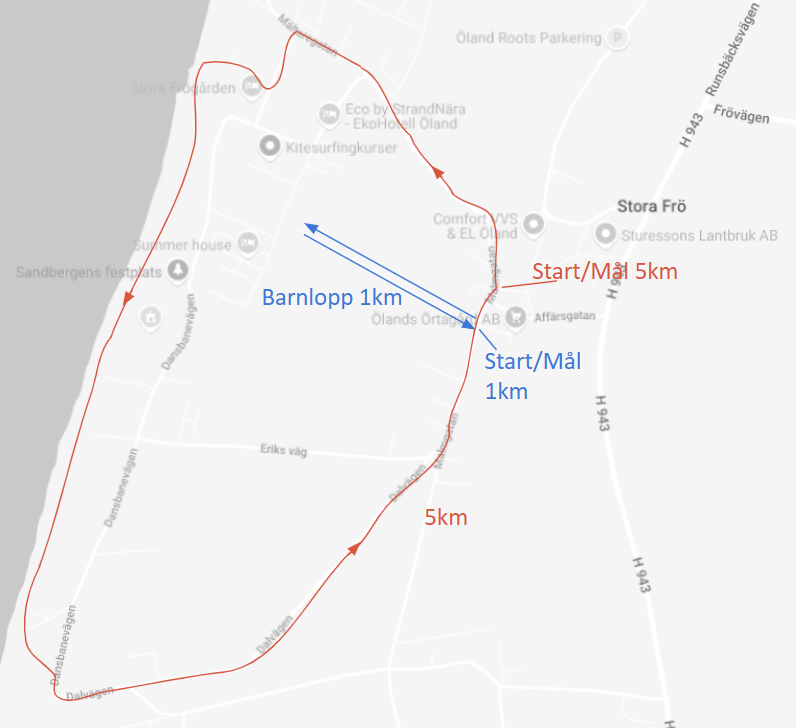 Mälaregatan
Öland Roots Parkering
Runsbäcksvägen
Stora Frögården
Eco by StrandNära
- EkoHotell Öland
H 943
Frövägen
Kitesurfingkurser
Stora Frö
Comfort VVS
& EL Öland
Sturessons Lantbruk AB
Summer house
Sandbergens festplats
Malmgatan
Start/Mål 5km
H 943
Barnlopp 1km
Ölands Örtagård AB
Affärsgatan
Dansbanevägen
Start/Mål
1km
H 943
Malmgatan
Eriks väg
Dalvägen
Dansbanevägen
5km
H 943
Dalvägen
Dansbanevägen
Dalvägen
H